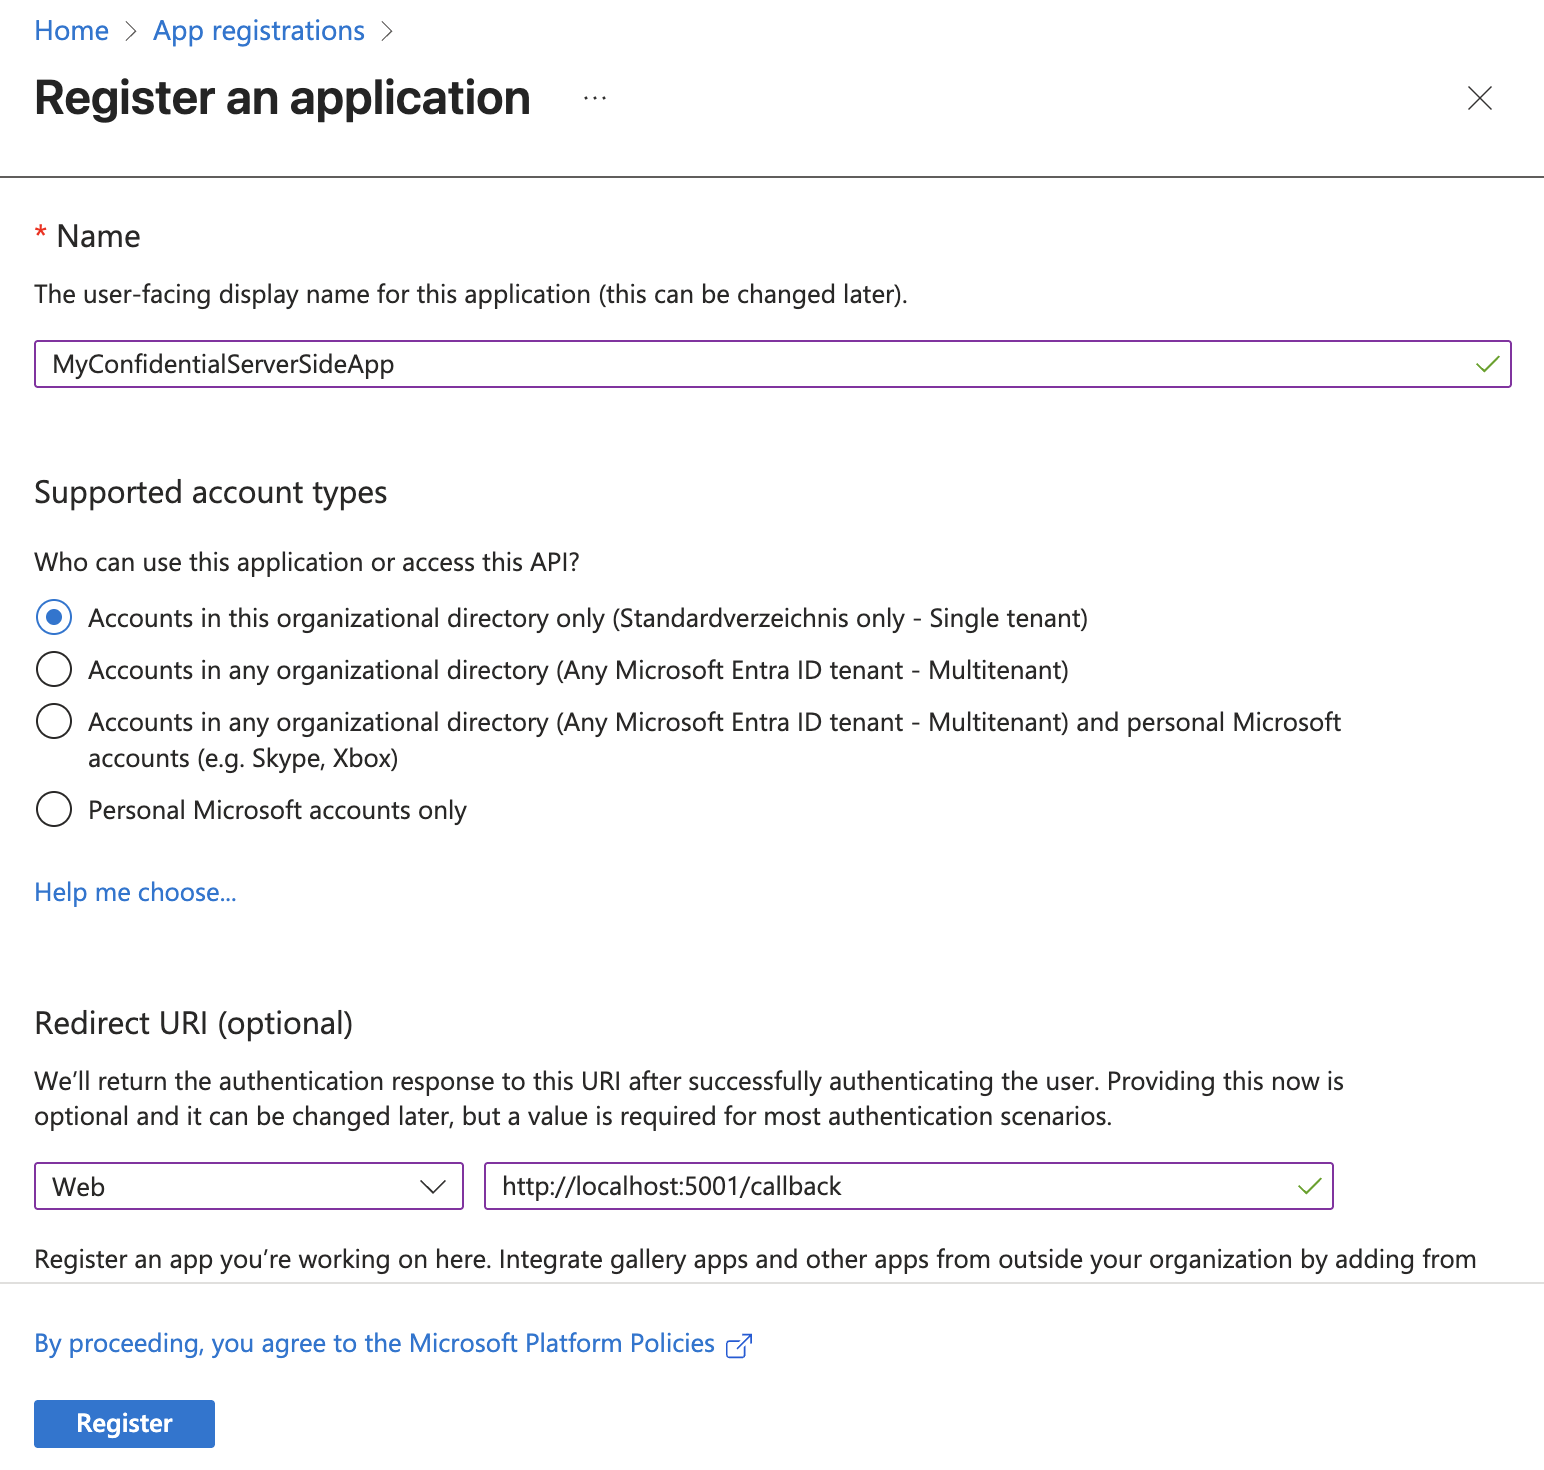 Home > App registrations >
Register an application ...
* Name
The user-facing display name for this application (this can be changed later).
MyConfidentialServerSideApp
Supported account types
Who can use this application or access this API?
Accounts in this organizational directory only (Standardverzeichnis only - Single tenant)
Accounts in any organizational directory (Any Microsoft Entra ID tenant - Multitenant)
Accounts in any organizational directory (Any Microsoft Entra ID tenant - Multitenant) and personal Microsoft
accounts (e.g. Skype, Xbox)
Personal Microsoft accounts only
Help me choose...
Redirect URI (optional)
We’ll return the authentication response to this URI after successfully authenticating the user. Providing this now is
optional and it can be changed later, but a value is required for most authentication scenarios.
Web http://localhost:5001/callback
Register an app you’re working on here. Integrate gallery apps and other apps from outside your organization by adding from
By proceeding, you agree to the Microsoft Platform Policies
Register